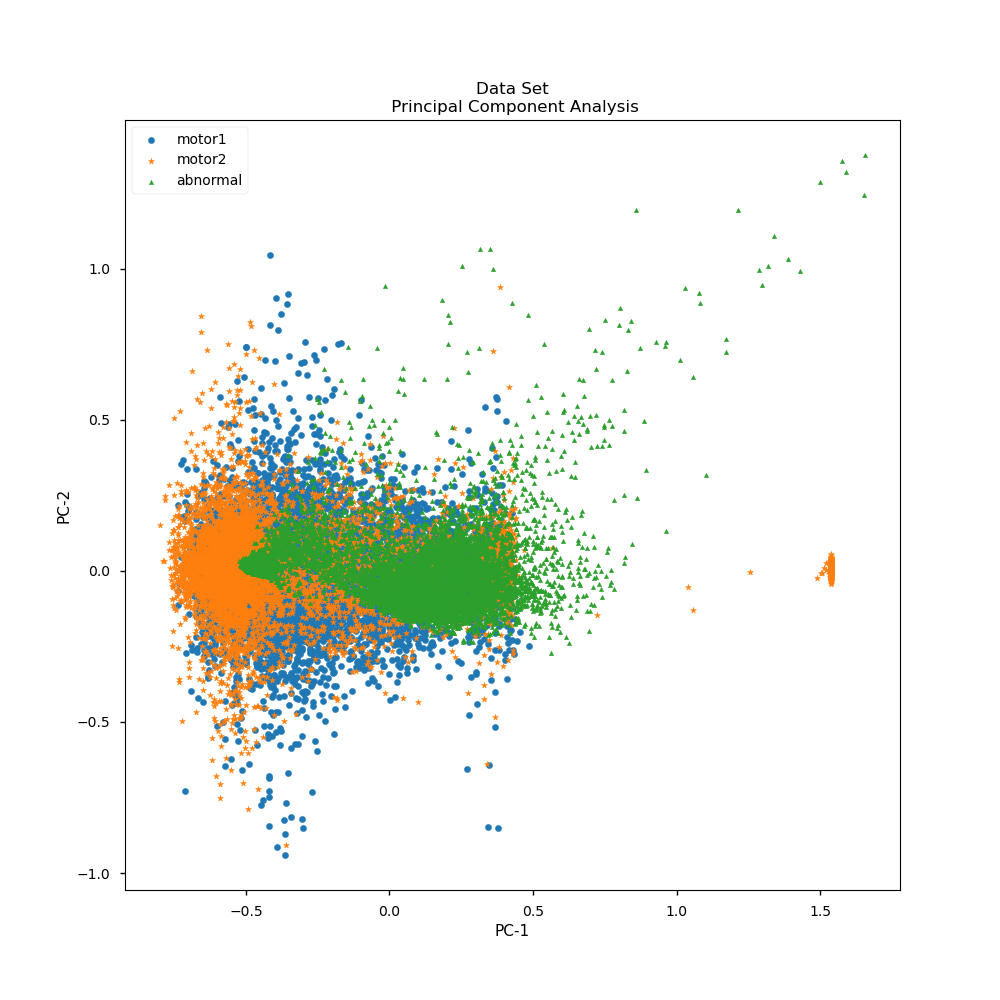 Data Set
Principal Component Analysis
motor1
motor2
abnormal
1.0
0.5
0.0
−0.5
−1.0
PC-2
−0.5
0.0
0.5
1.0
1.5
PC-1